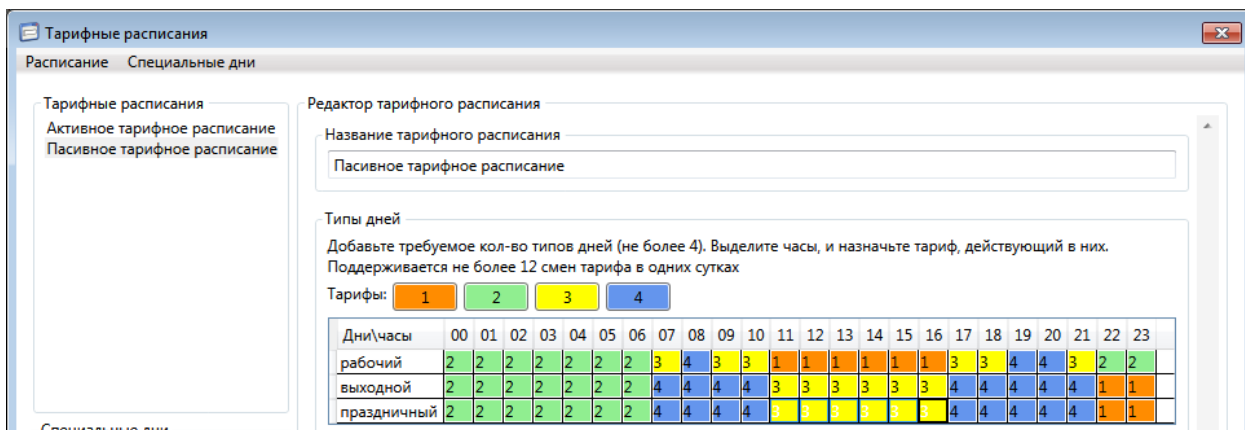 Тарифные расписания
Расписание Специальные дни
Тарифные расписания
Активное тарифное расписание
Пасивное тарифное расписание
Редактор тарифного расписания
Название тарифного расписания
Пасивное тарифное расписание
Типы дней
Добавьте требуемое кол-во типов дней (не более 4). Выделите часы, и назначьте тариф, действующий в них.
Поддерживается не более 12 смен тарифа в одних сутках
Тарифы: 1 2 3 4
Дни\часы 00 01 02 03 04 05 06 07 08 09 10 11 12 13 14 15 16 17 18 19 20 21 22 23
рабочий 2 2 2 2 2 2 2 3 4 3 3 1 1 1 1 1 1 3 3 4 4 3 2 2
выходной 2 2 2 2 2 2 2 4 4 4 4 3 3 3 3 3 3 4 4 4 4 4 1 1
праздничный 2 2 2 2 2 2 2 4 4 4 4 3 3 3 3 3 3 4 4 4 4 4 1 1
Специальные дни